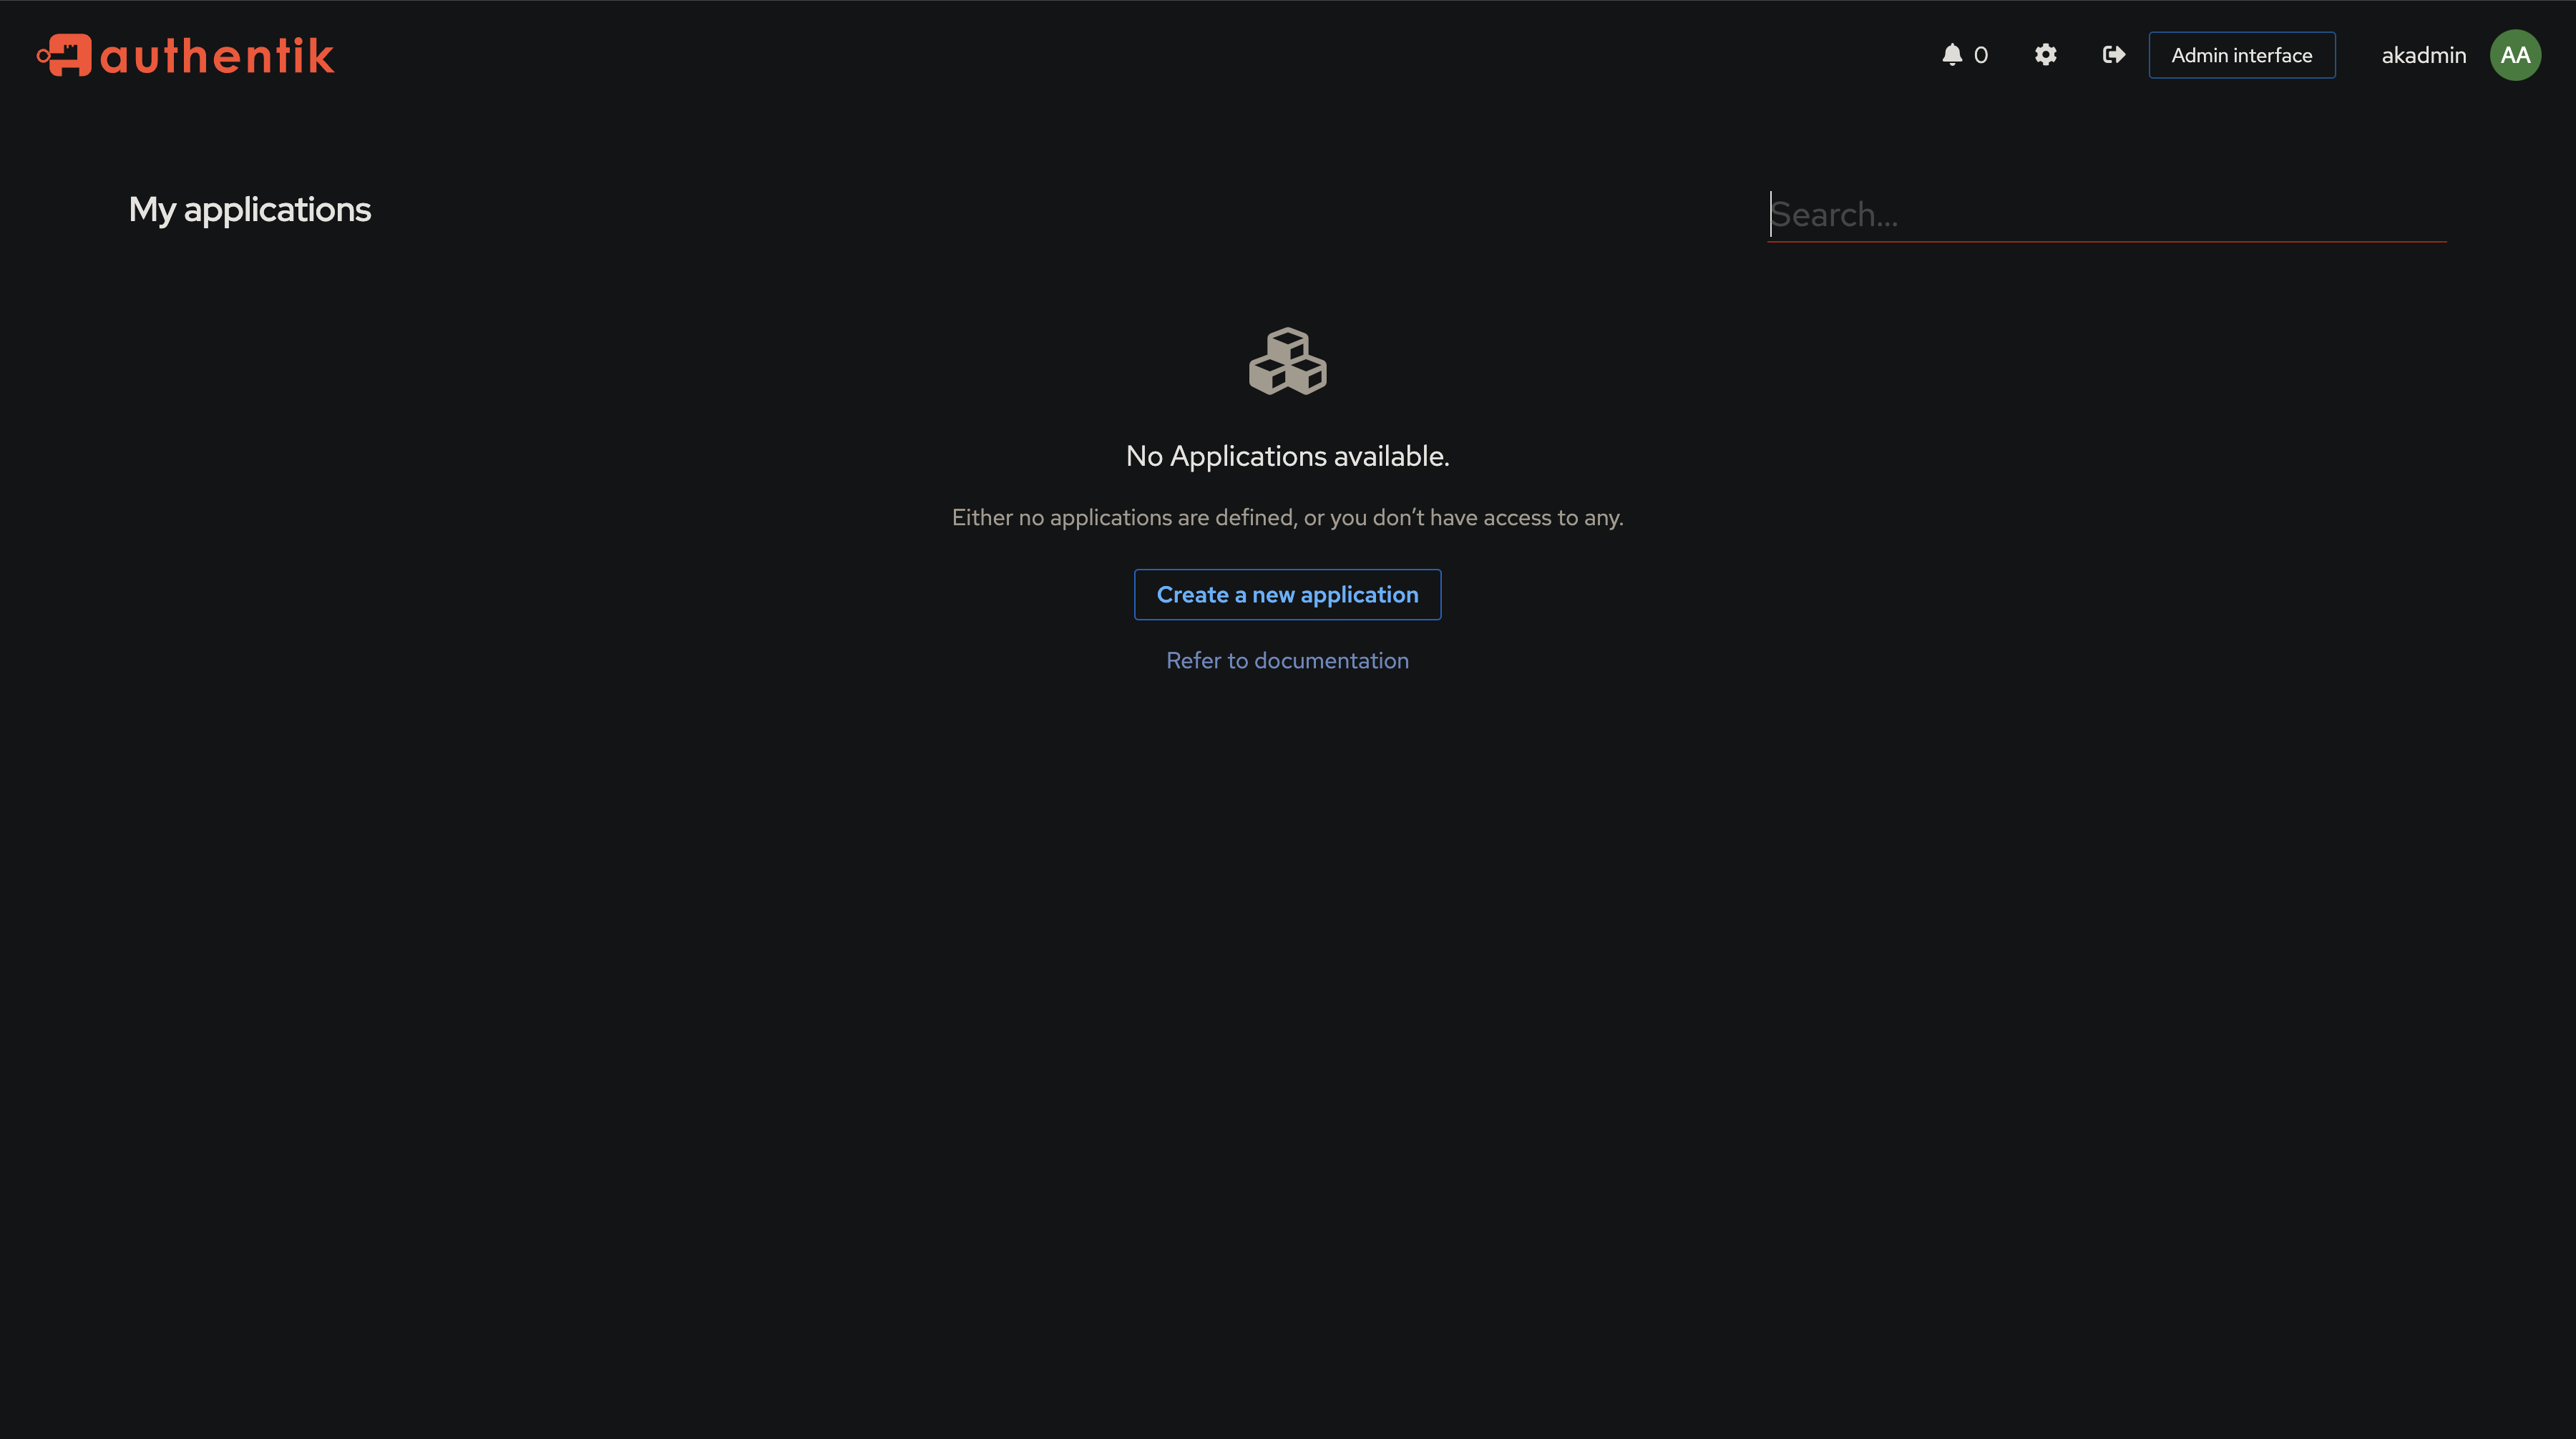 authentik
0
Admin interface
akadmin
AA
My applications
Search...
No Applications available.
Either no applications are defined, or you don’t have access to any.
Create a new application
Refer to documentation